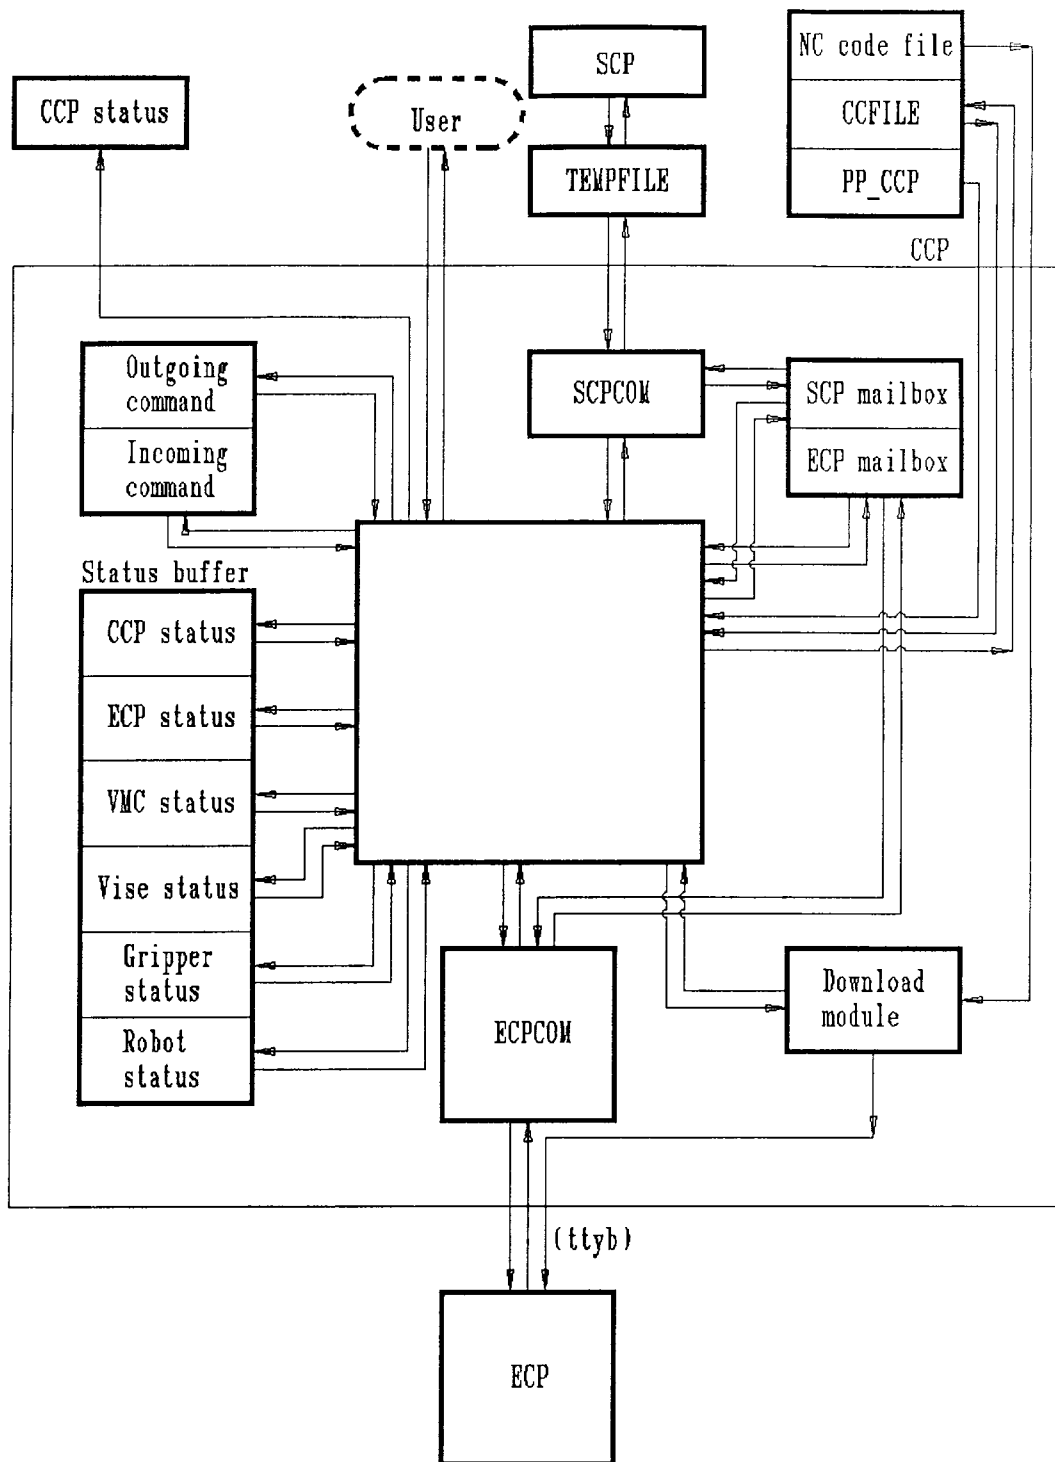 NC code file
SCP
CCP status
User
CCFILE
TEMPFILE
PP_CCP
CCP
Outgoing
command
SCPCOM
SCP mailbox
Incoming
command
ECP mailbox
Status buffer
CCP status
ECP status
VMC status
Vise status
Gripper
status
Download
module
ECPCOM
Robot
status
(ttyb)
ECP